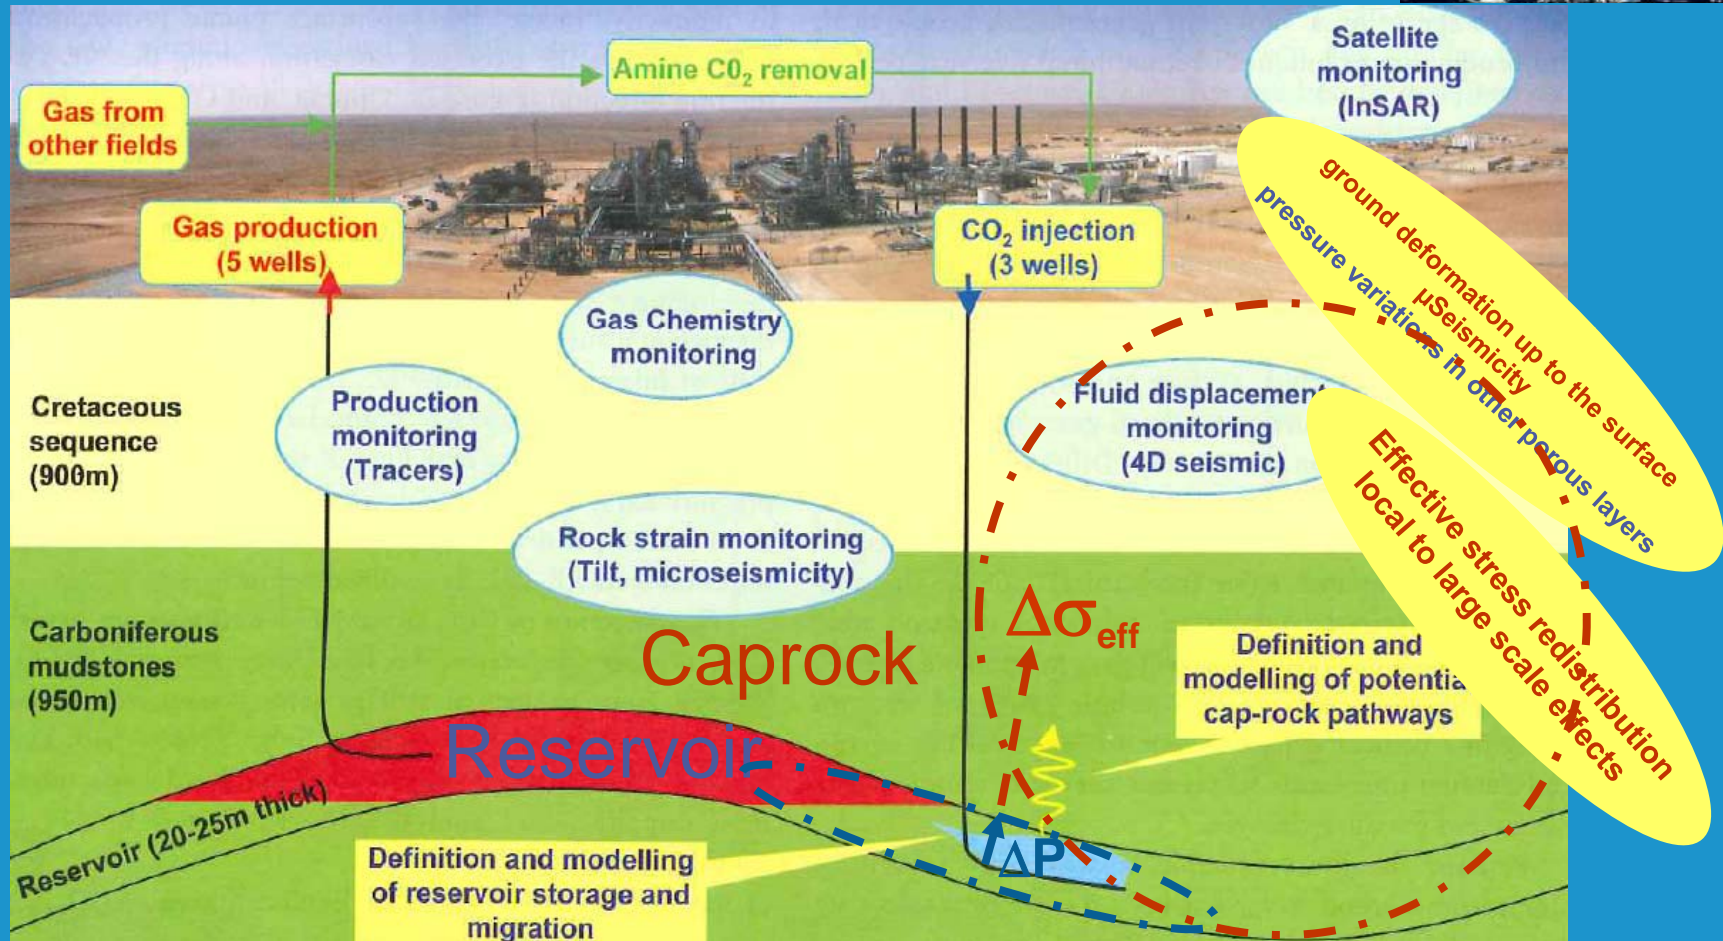 Satellite
monitoring
(InSAR)
Amine C0₂ removal
Gas from
other fields
ground deformation up to the surface
µSeismicity
pressure variations in other porous layers
Gas production
(5 wells)
CO₂ injection
(3 wells)
Gas Chemistry
monitoring
Cretaceous
sequence
(900m)
Production
monitoring
(Tracers)
Fluid displacement
monitoring
(4D seismic)
Effective stress redistribution
local to large scale effects
Rock strain monitoring
(Tilt, microseismicity)
Δσeff
Carboniferous
mudstones
(950m)
Caprock
Definition and
modelling of potentia
cap-rock pathways
Reservoir
Reservoir (20-25m thick)
ΔP
Definition and modelling
of reservoir storage and
migration